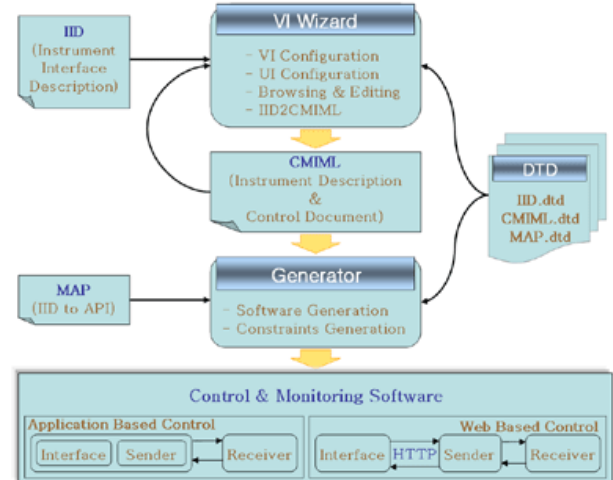 IID
(Instrument
Interface
Description)
VI Wizard
- VI Configuration
- UI Configuration
- Browsing & Editing
- IID2CMIML
CMIML
(Instrument Description
&
Control Document)
DTD
IID.dtd
CMIML.dtd
MAP.dtd
MAP
(IID to API)
Generator
- Software Generation
- Constraints Generation
Control & Monitoring Software
Application Based Control
Interface
Sender
Receiver
Web Based Control
Interface
HTTP
Sender
Receiver